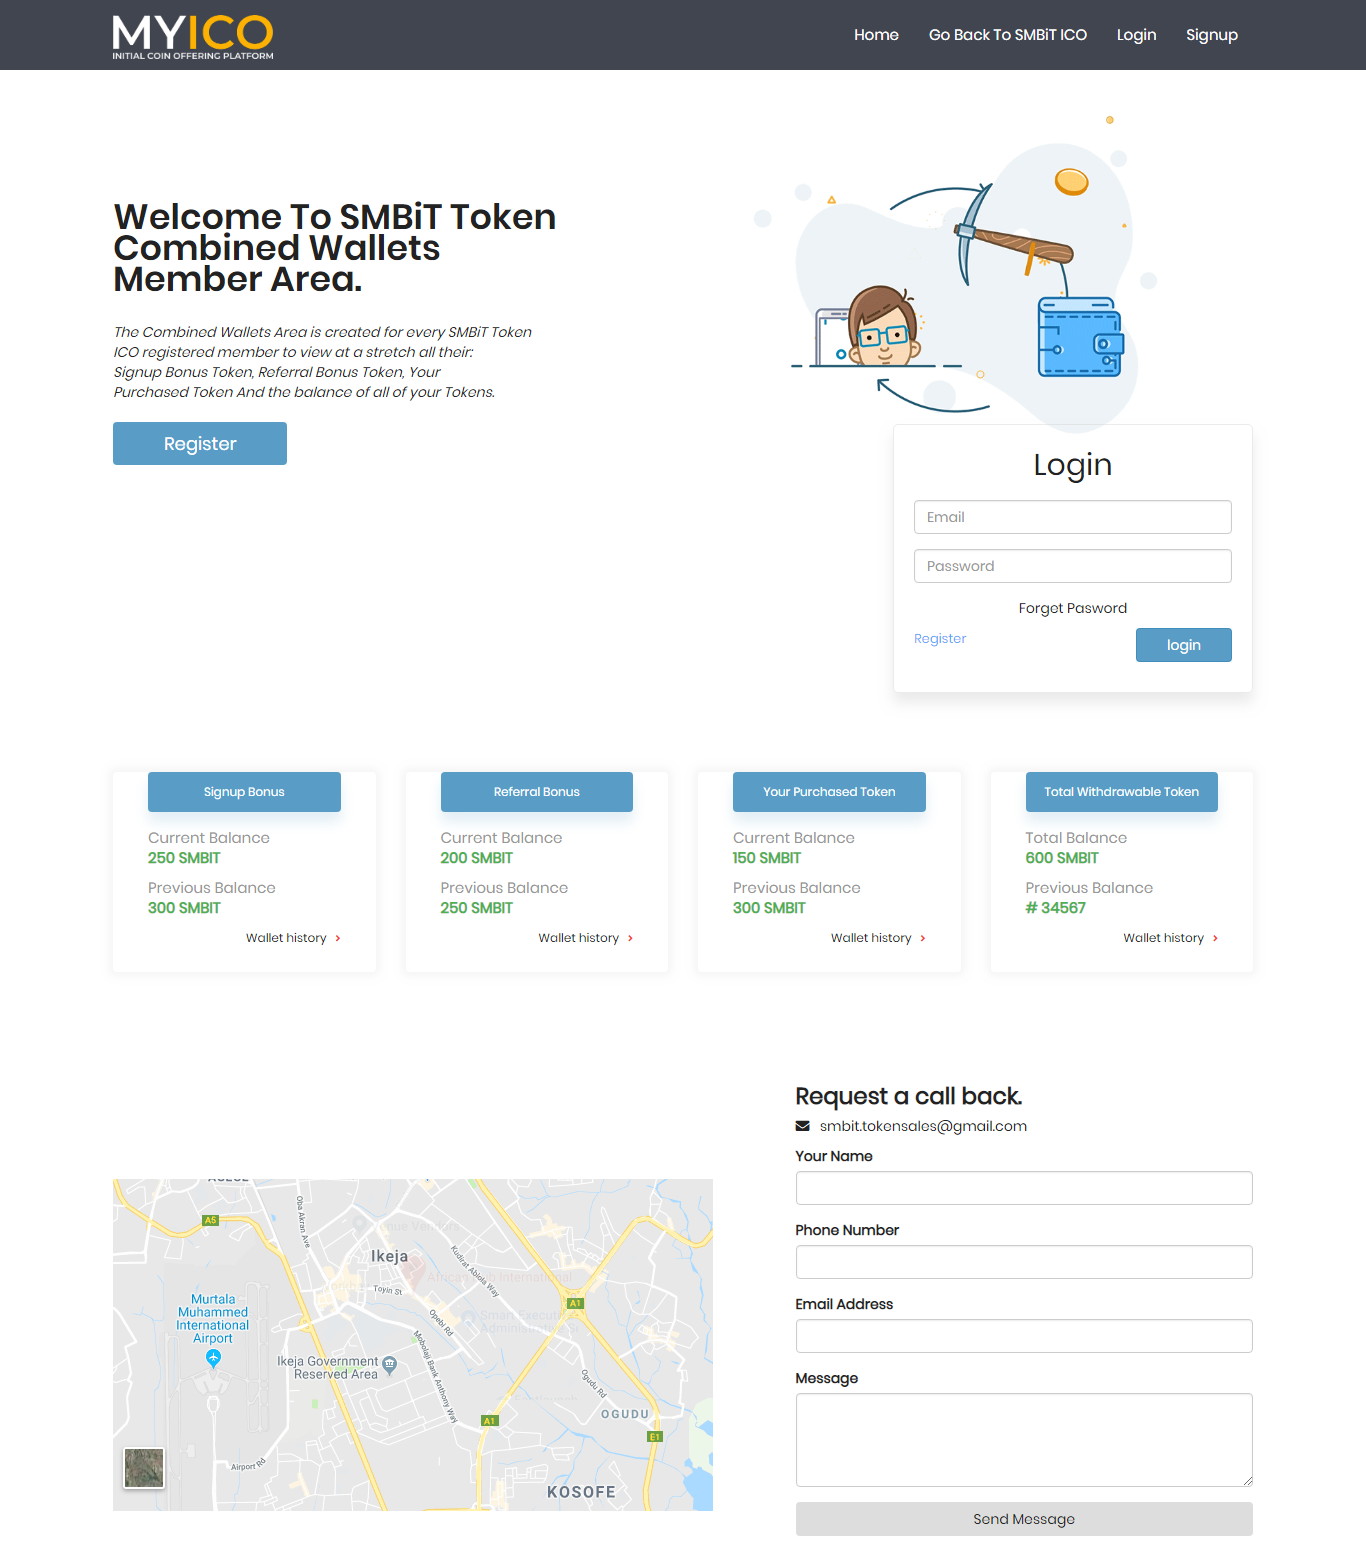 MYICO
INITIAL COIN OFFERING PLATFORM
Home
Go Back To SMBiT ICO
Login
Signup
Welcome To SMBiT Token
Combined Wallets
Member Area.
The Combined Wallets Area is created for every SMBiT Token
ICO registered member to view at a stretch all their:
Signup Bonus Token, Referral Bonus Token, Your
Purchased Token And the balance of all of your Tokens.
Register
Login
Email
Password
Forget Pasword
Register
login
Signup Bonus
Current Balance
250 SMBIT
Previous Balance
300 SMBIT
Wallet history
Referral Bonus
Current Balance
200 SMBIT
Previous Balance
250 SMBIT
Wallet history
Your Purchased Token
Current Balance
150 SMBIT
Previous Balance
300 SMBIT
Wallet history
Total Withdrawable Token
Total Balance
600 SMBIT
Previous Balance
# 34567
Wallet history
A5
Oba Akran Ave
Ikeja
Kudirat Abiola Way
Toyin St
African
International
A1
Opebi Rd
Murtala
Muhammed
International
Airport
Mobolaji Bank Anthony Way
Ikeja Government
Reserved Area
Ogudu Rd
OGUDU
A1
E1
Airport Rd
KOSOFE
Request a call back.
smbit.tokensales@gmail.com
Your Name
Phone Number
Email Address
Message
Send Message